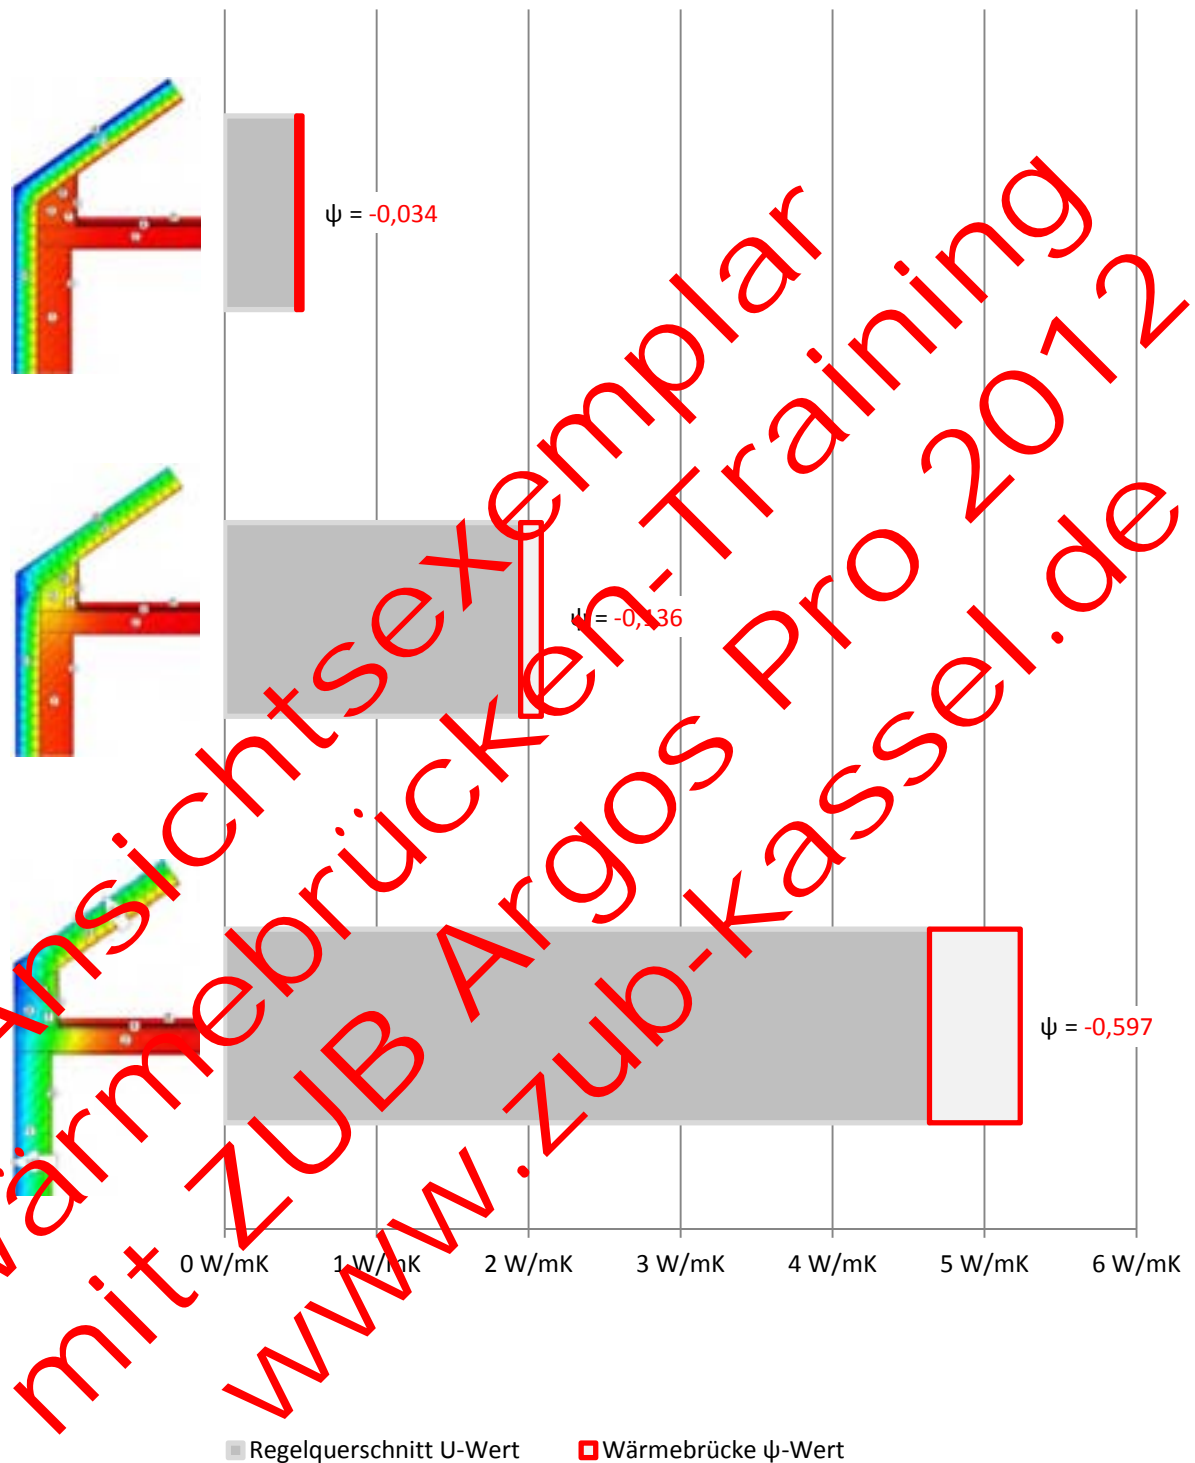 ψ = -0,034
ψ = -0,136
ψ = -0,597
0 W/mK 1 W/mK 2 W/mK 3 W/mK 4 W/mK 5 W/mK 6 W/mK
Regelquerschnitt U-Wert Wärmebrücke ψ-Wert
Ansichtsexemplar
Wärmebrücken-Training
mit ZUB Argos Pro 2012
www.zub-kassel.de